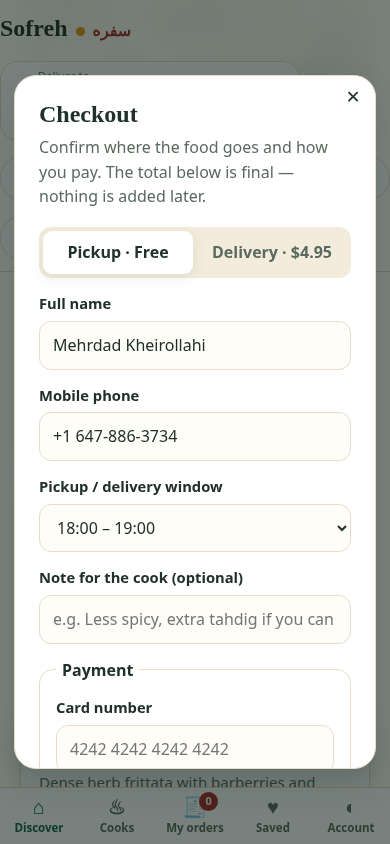 Sofreh سفره
×
Checkout
Confirm where the food goes and how
you pay. The total below is final —
nothing is added later.
Pickup · Free
Delivery · $4.95
Full name
Mehrdad Kheirollahi
Mobile phone
+1 647-886-3734
Pickup / delivery window
18:00 – 19:00
Note for the cook (optional)
e.g. Less spicy, extra tahdig if you can
Payment
Card number
4242 4242 4242 4242
Dense herb frittata with barberries and
0
Discover
Cooks
My orders
Saved
Account